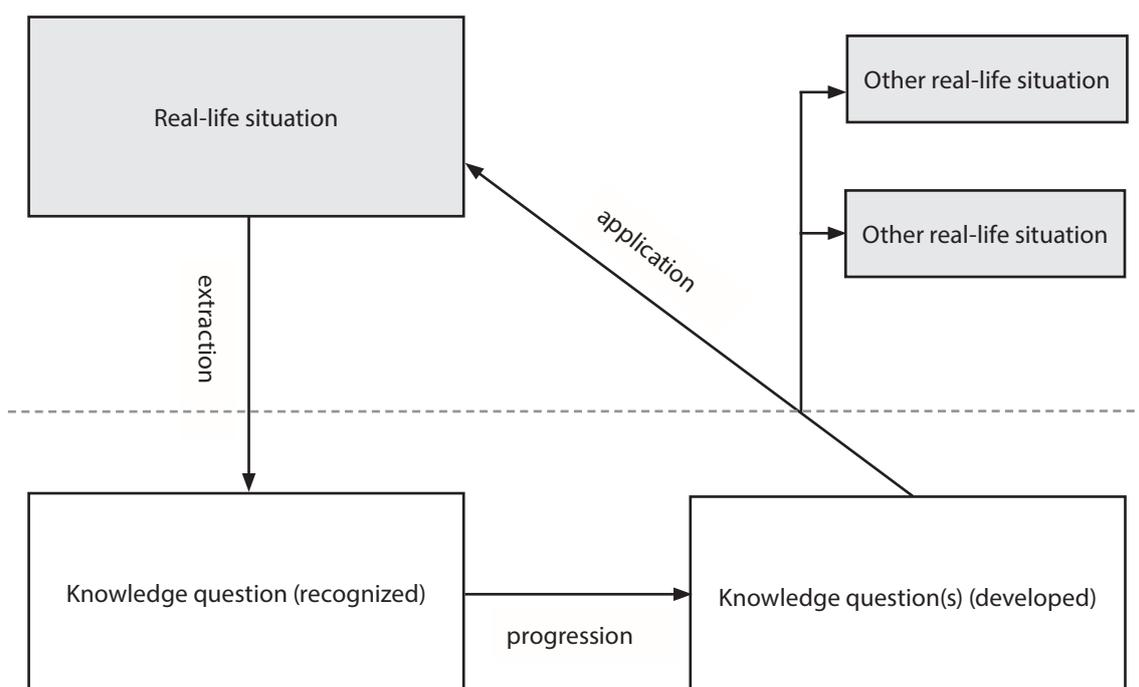 Real-life situation
Other real-life situation
Other real-life situation
application
extraction
Knowledge question (recognized)
progression
Knowledge question(s) (developed)